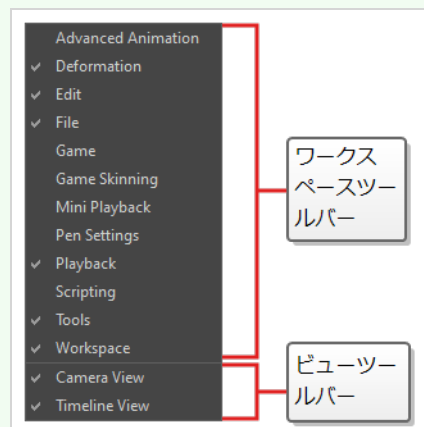 Advanced Animation
Deformation
Edit
File
Game
Game Skinning
Mini Playback
Pen Settings
Playback
Scripting
Tools
Workspace
Camera View
Timeline View
ワークス
ペースツー
ルバー
ビューツー
ルバー